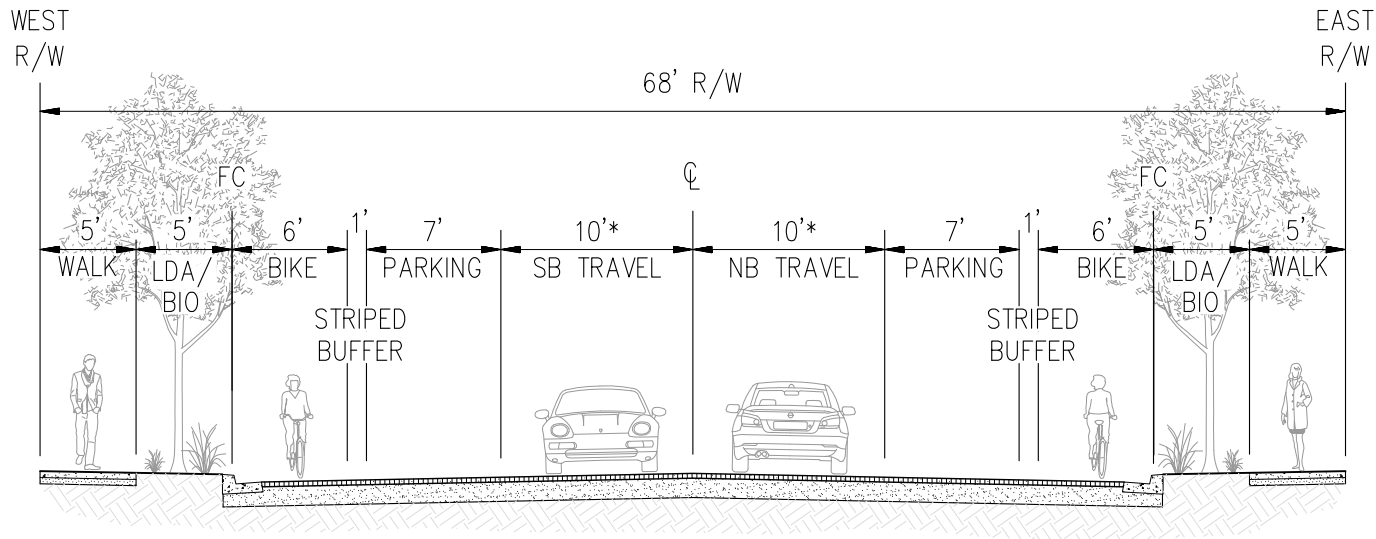 WEST
R/W
EAST
R/W
68' R/W
FC
℄
FC
5'
5'
6'
1'
7'
10'*
10'*
7'
1'
6'
5'
5'
WALK
LDA/
BIO
BIKE
PARKING
SB TRAVEL
NB TRAVEL
PARKING
BIKE
LDA/
BIO
WALK
STRIPED
BUFFER
STRIPED
BUFFER